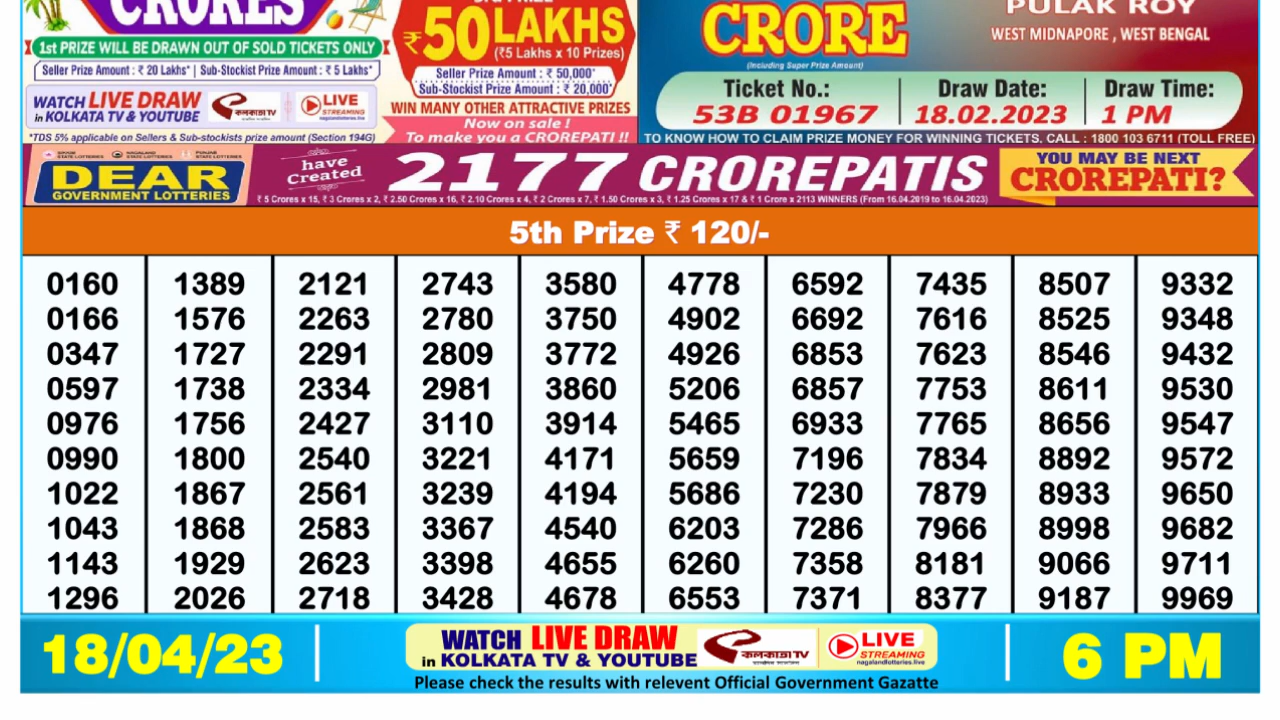 CRORES
1st PRIZE WILL BE DRAWN OUT OF SOLD TICKETS ONLY
Seller Prize Amount : ₹ 20 Lakhs* | Sub-Stockist Prize Amount : ₹ 5 Lakhs*
WATCH LIVE DRAW
in KOLKATA TV & YOUTUBE
কলকাতা TV
LIVE
STREAMING
*TDS 5% applicable on Sellers & Sub-stockists prize amount (Section 194G)
₹50 LAKHS
(₹5 Lakhs x 10 Prizes)
Seller Prize Amount : ₹ 50,000*
Sub-Stockist Prize Amount : ₹ 20,000*
WIN MANY OTHER ATTRACTIVE PRIZES
Now on sale !
To make you a CROREPATI !!
CRORE
(Including Super Prize Amount)
PULAK ROY
WEST MIDNAPORE , WEST BENGAL
Ticket No.: Draw Date: Draw Time:
53B 01967 18.02.2023 1 PM
TO KNOW HOW TO CLAIM PRIZE MONEY FOR WINNING TICKETS. CALL : 1800 103 6711 (TOLL FREE)
STATE LOTTERIES STATE LOTTERIES STATE LOTTERIES
DEAR
GOVERNMENT LOTTERIES
have
Created
2177 CROREPATIS
₹ 5 Crores x 15, ₹ 3 Crores x 2, ₹ 2.50 Crores x 16, ₹ 2.10 Crores x 4, ₹ 2 Crores x 7, ₹ 1.50 Crores x 3, ₹ 1.25 Crores x 17 & ₹ 1 Crore x 2113 WINNERS (From 16.04.2019 to 16.04.2023)
YOU MAY BE NEXT
CROREPATI?
5th Prize ₹ 120/-
0160 1389 2121 2743 3580 4778 6592 7435 8507 9332
0166 1576 2263 2780 3750 4902 6692 7616 8525 9348
0347 1727 2291 2809 3772 4926 6853 7623 8546 9432
0597 1738 2334 2981 3860 5206 6857 7753 8611 9530
0976 1756 2427 3110 3914 5465 6933 7765 8656 9547
0990 1800 2540 3221 4171 5659 7196 7834 8892 9572
1022 1867 2561 3239 4194 5686 7230 7879 8933 9650
1043 1868 2583 3367 4540 6203 7286 7966 8998 9682
1143 1929 2623 3398 4655 6260 7358 8181 9066 9711
1296 2026 2718 3428 4678 6553 7371 8377 9187 9969
18/04/23
WATCH LIVE DRAW
in KOLKATA TV & YOUTUBE
কলকাতা TV
LIVE
STREAMING
nagalandlotteries.live
Please check the results with relevent Official Government Gazatte
6 PM